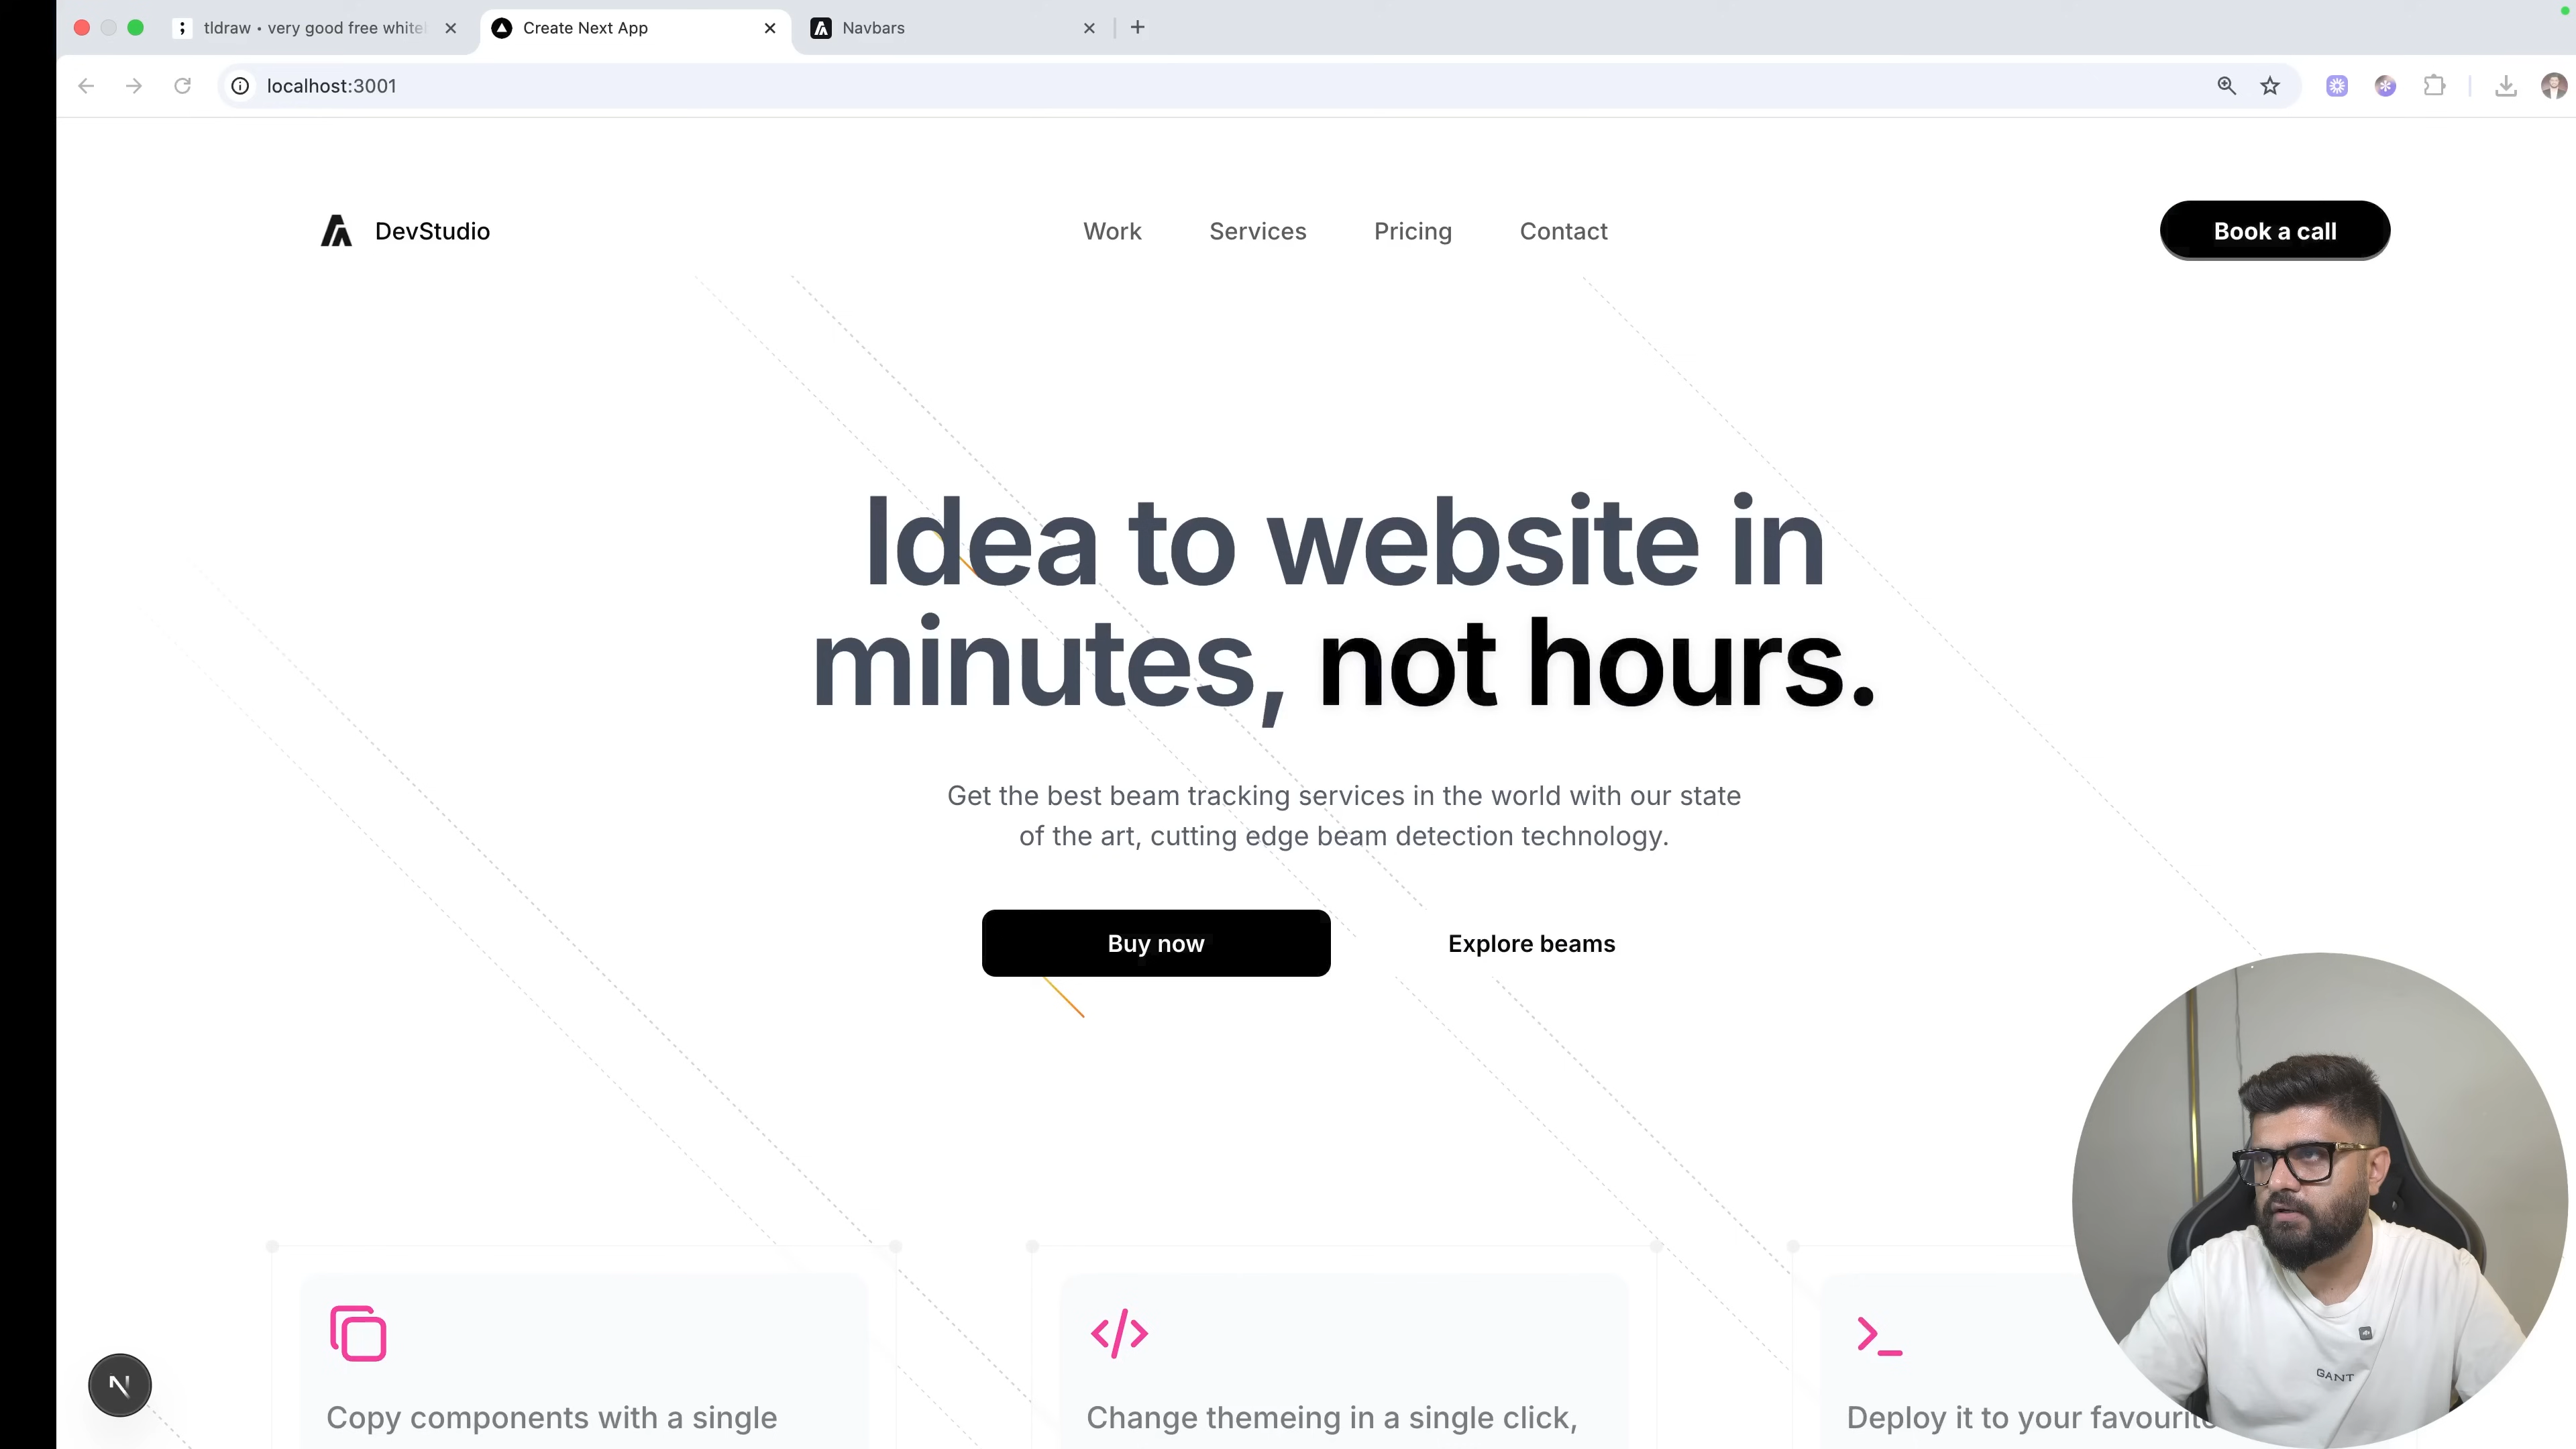 tldraw • very good free white
Create Next App
Navbars
localhost:3001
DevStudio
Work
Services
Pricing
Contact
Book a call
Idea to website in
minutes, not hours.
Get the best beam tracking services in the world with our state
of the art, cutting edge beam detection technology.
Buy now
Explore beams
Copy components with a single
Change themeing in a single click,
Deploy it to your favourite
GANT